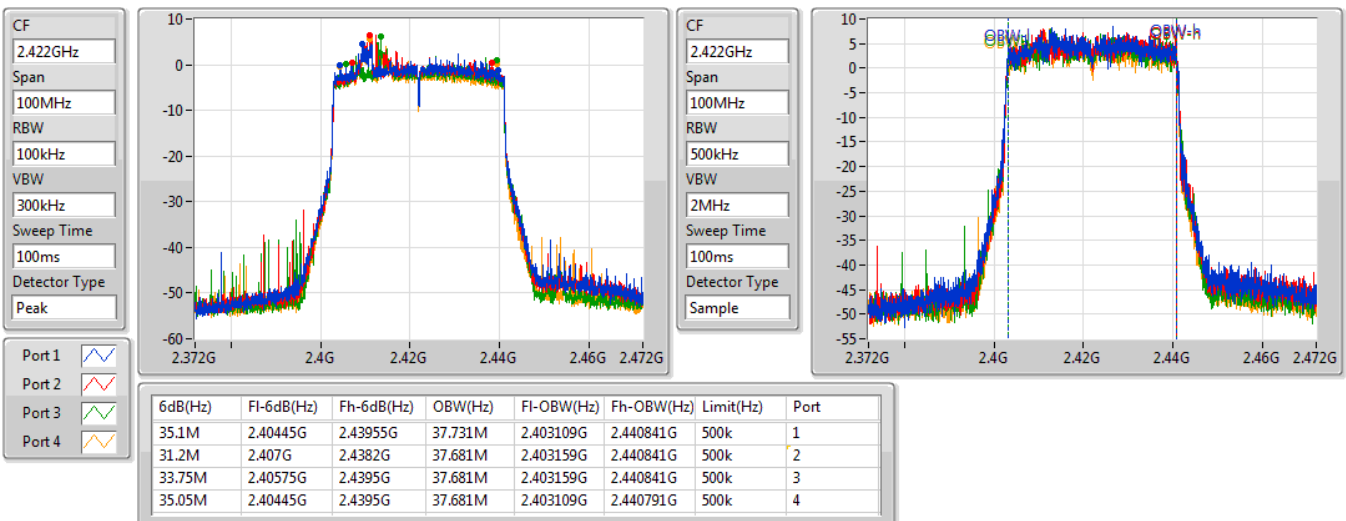 CF
2.422GHz
Span
100MHz
RBW
100kHz
VBW
300kHz
Sweep Time
100ms
Detector Type
Peak
10
0
-10
-20
-30
-40
-50
-60
2.372G 2.4G 2.42G 2.44G 2.46G 2.472G
CF
2.422GHz
Span
100MHz
RBW
500kHz
VBW
2MHz
Sweep Time
100ms
Detector Type
Sample
10
5
0
-5
-10
-15
-20
-25
-30
-35
-40
-45
-50
-55
OBW-l OBW-h
2.372G 2.4G 2.42G 2.44G 2.46G 2.472G
Port 1
Port 2
Port 3
Port 4
6dB(Hz) Fl-6dB(Hz) Fh-6dB(Hz) OBW(Hz) Fl-OBW(Hz) Fh-OBW(Hz) Limit(Hz) Port
35.1M 2.40445G 2.43955G 37.731M 2.403109G 2.440841G 500k 1
31.2M 2.407G 2.4382G 37.681M 2.403159G 2.440841G 500k 2
33.75M 2.40575G 2.4395G 37.681M 2.403159G 2.440841G 500k 3
35.05M 2.40445G 2.4395G 37.681M 2.403109G 2.440791G 500k 4